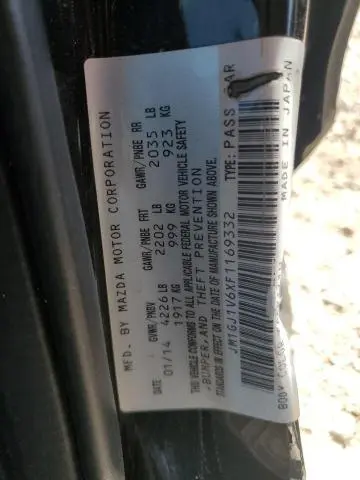 MFD. BY MAZDA MOTOR CORPORATION
GVWR/PNBV GAWR/PNBE FRT GAWR/PNBE RR
01/14 4226 LB 2202 LB 2035 LB
1917 KG 999 KG 923 KG
THIS VEHICLE CONFORMS TO ALL APPLICABLE FEDERAL MOTOR VEHICLE SAFETY
,BUMPER,AND THEFT PREVENTION
STANDARDS IN EFFECT ON THE DATE OF MANUFACTURE SHOWN ABOVE.
JM1GJ1V6XF1169332 TYPE: PASS CAR
BODY COLOR MADE IN JAPAN